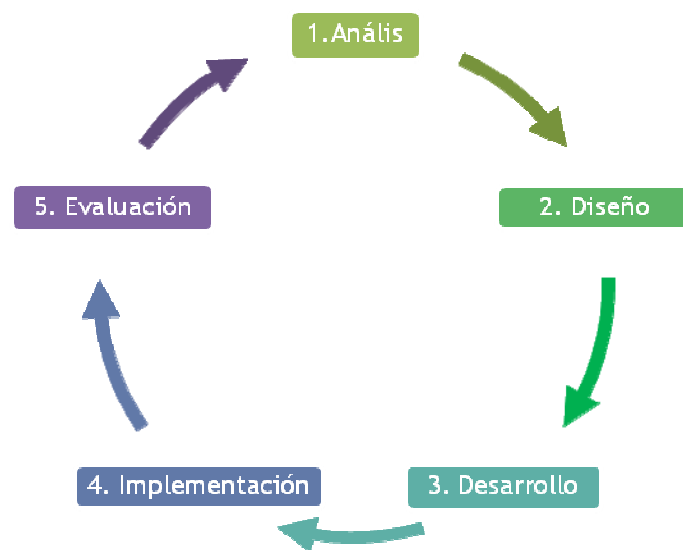 1.Anális
2. Diseño
3. Desarrollo
4. Implementación
5. Evaluación